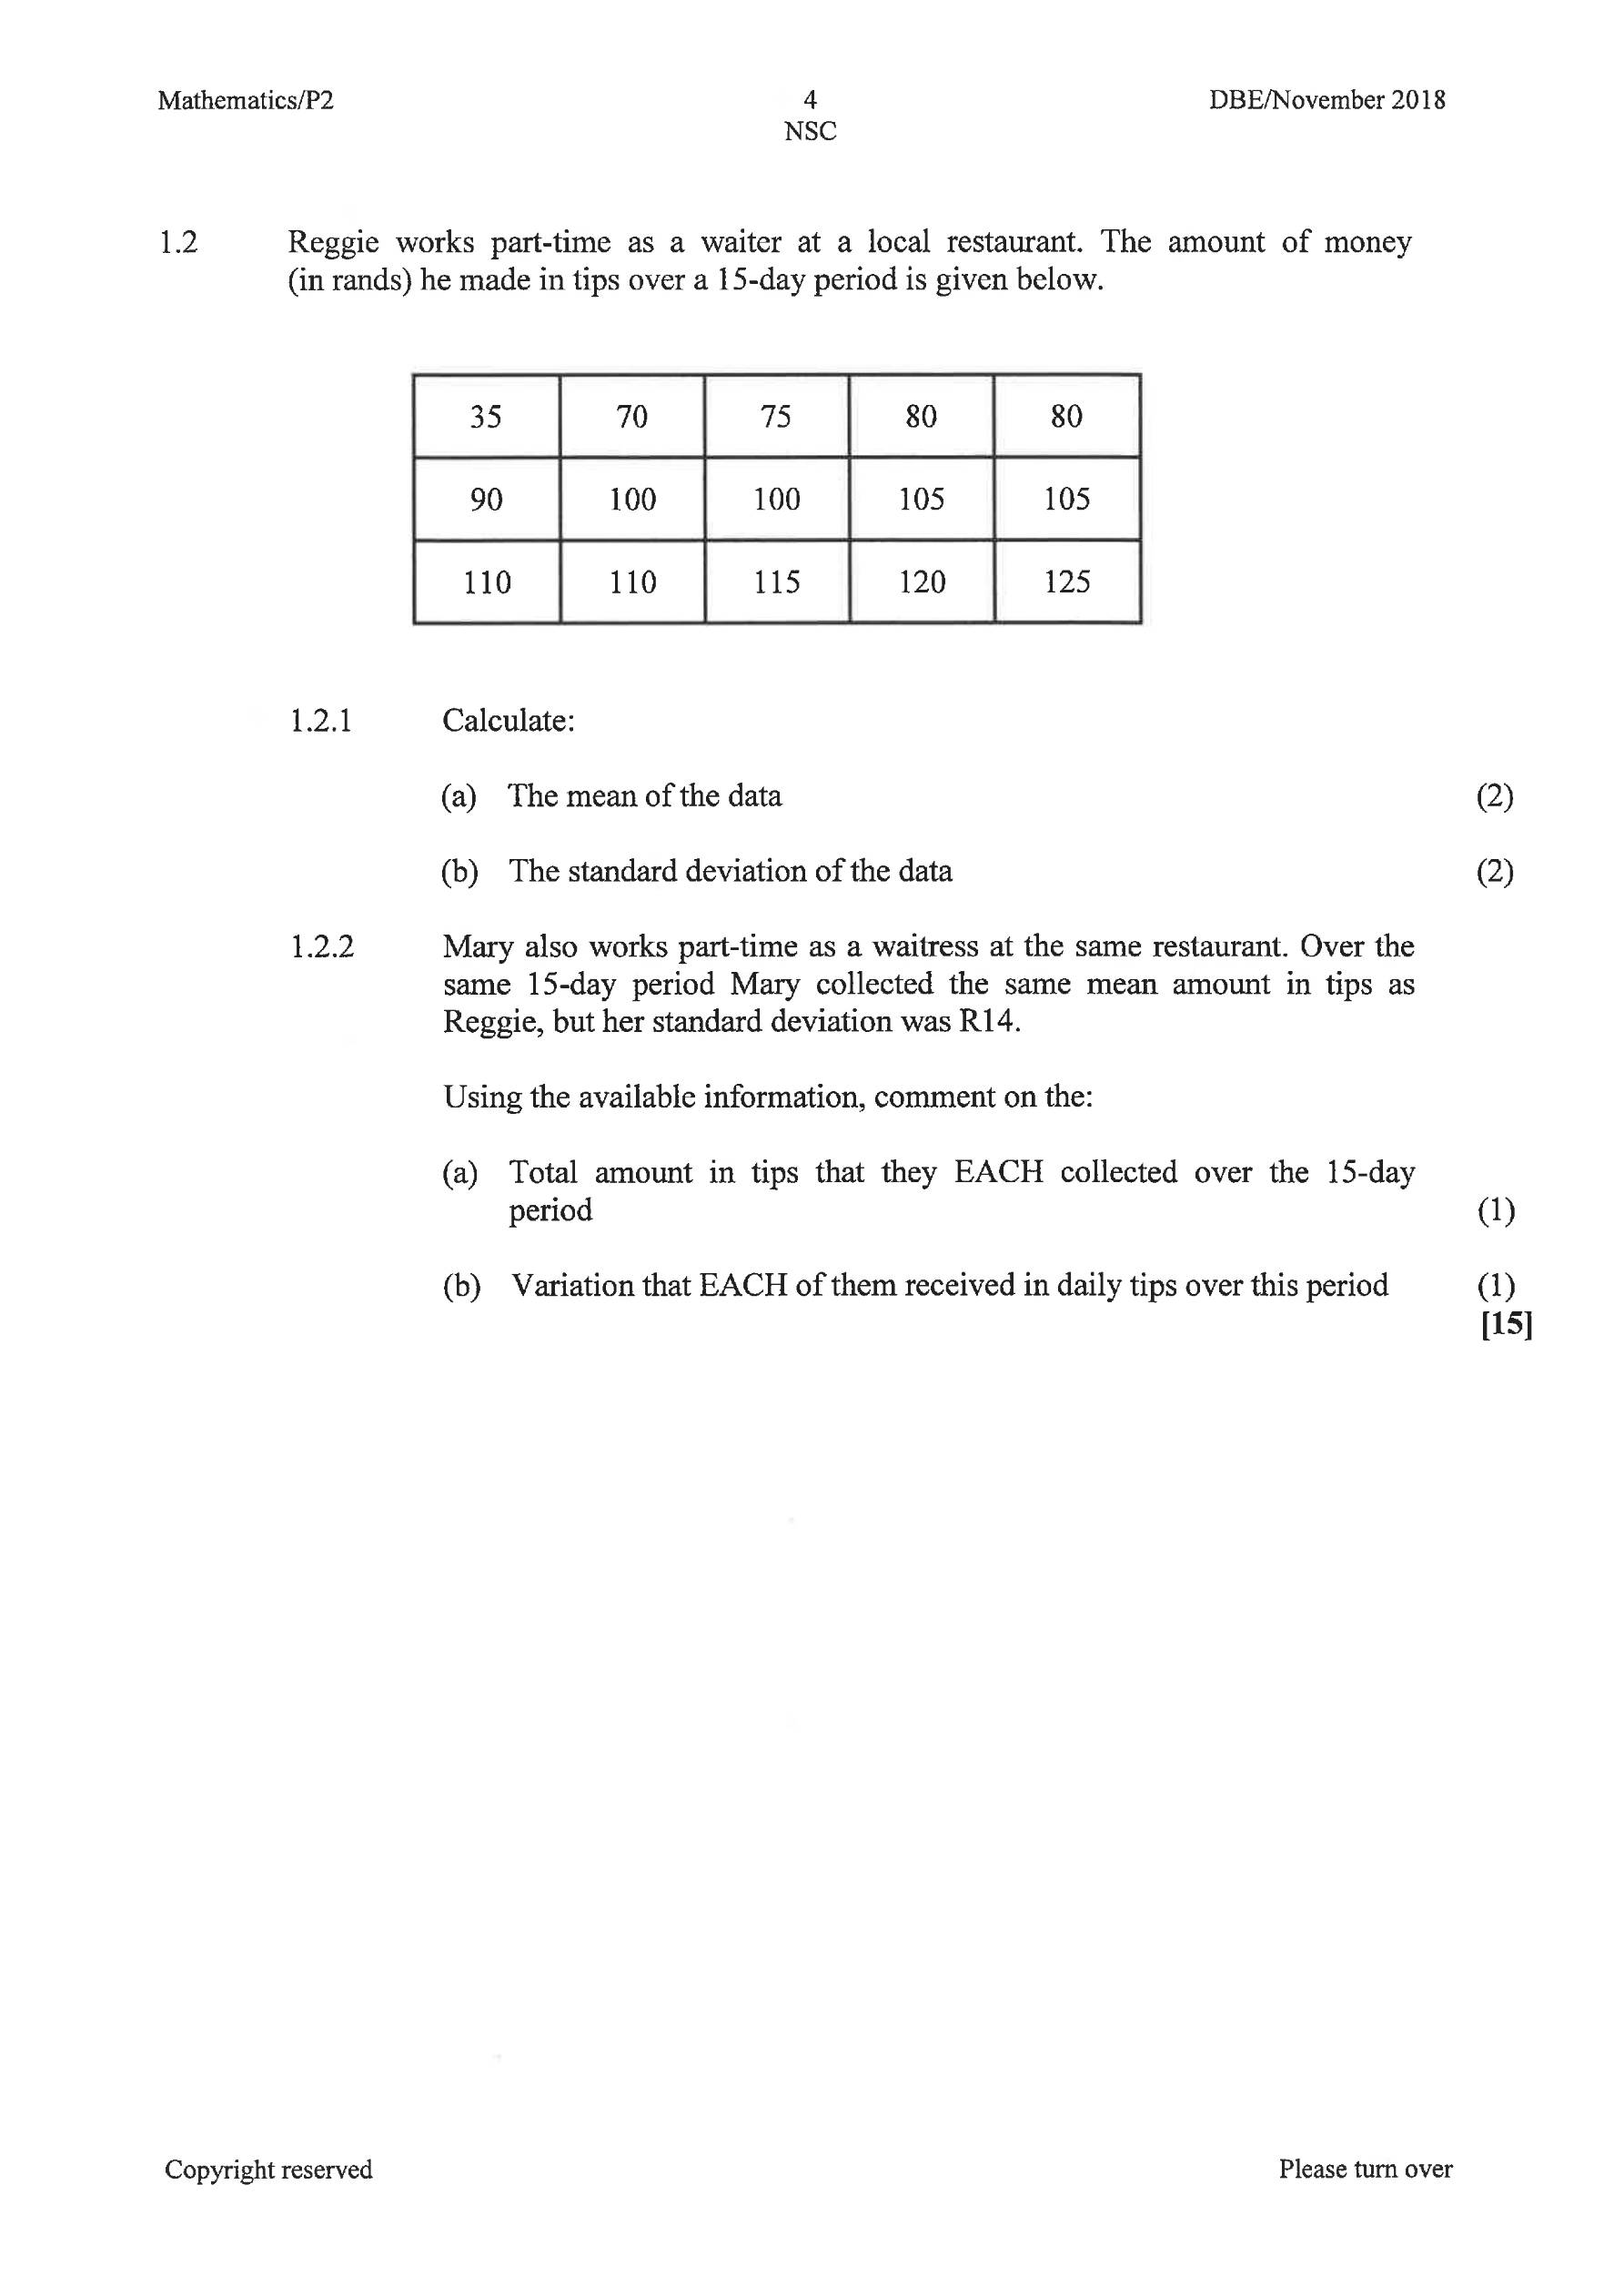 Mathematics/P2 4 DBE/November 2018
NSC
1.2 Reggie works part-time as a waiter at a local restaurant. The amount of money
(in rands) he made in tips over a 15-day period is given below.
35 70 75 80 80
90 100 100 105 105
110 110 115 120 125
1.2.1 Calculate:
(a) The mean of the data (2)
(b) The standard deviation of the data (2)
1.2.2 Mary also works part-time as a waitress at the same restaurant. Over the
same 15-day period Mary collected the same mean amount in tips as
Reggie, but her standard deviation was R14.
Using the available information, comment on the:
(a) Total amount in tips that they EACH collected over the 15-day
period (1)
(b) Variation that EACH of them received in daily tips over this period (1)
[15]
Copyright reserved Please turn over